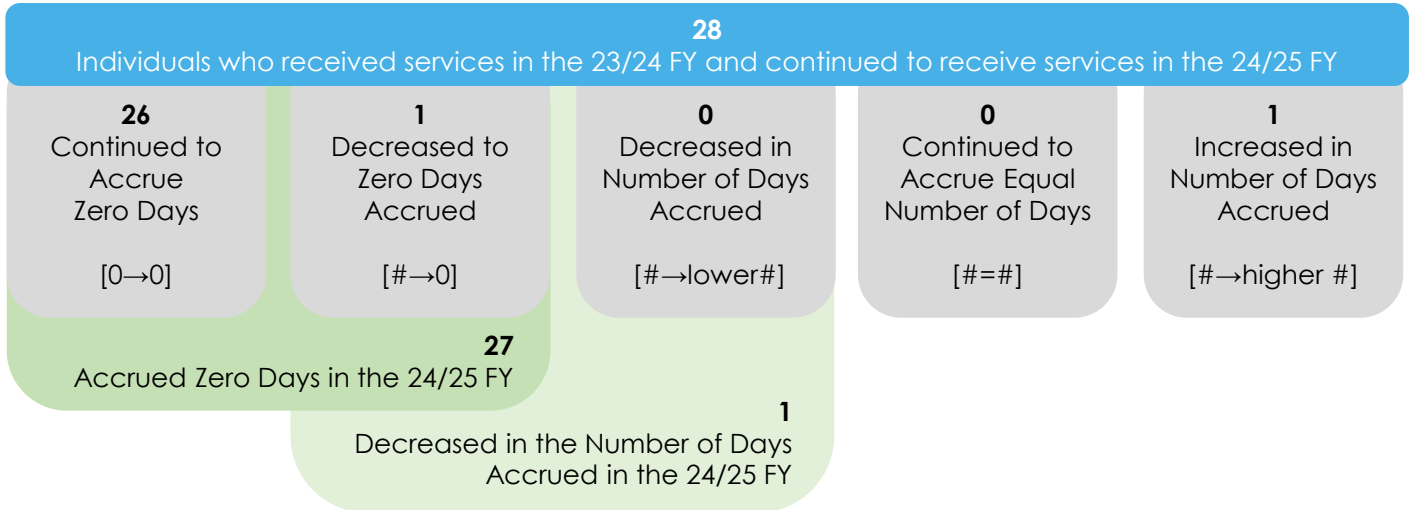 28
Individuals who received services in the 23/24 FY and continued to receive services in the 24/25 FY
26
Continued to
Accrue
Zero Days
[0→0]
1
Decreased to
Zero Days
Accrued
[#→0]
0
Decreased in
Number of Days
Accrued
[#→lower#]
0
Continued to
Accrue Equal
Number of Days
[#=#]
1
Increased in
Number of Days
Accrued
[#→higher #]
27
Accrued Zero Days in the 24/25 FY
1
Decreased in the Number of Days
Accrued in the 24/25 FY